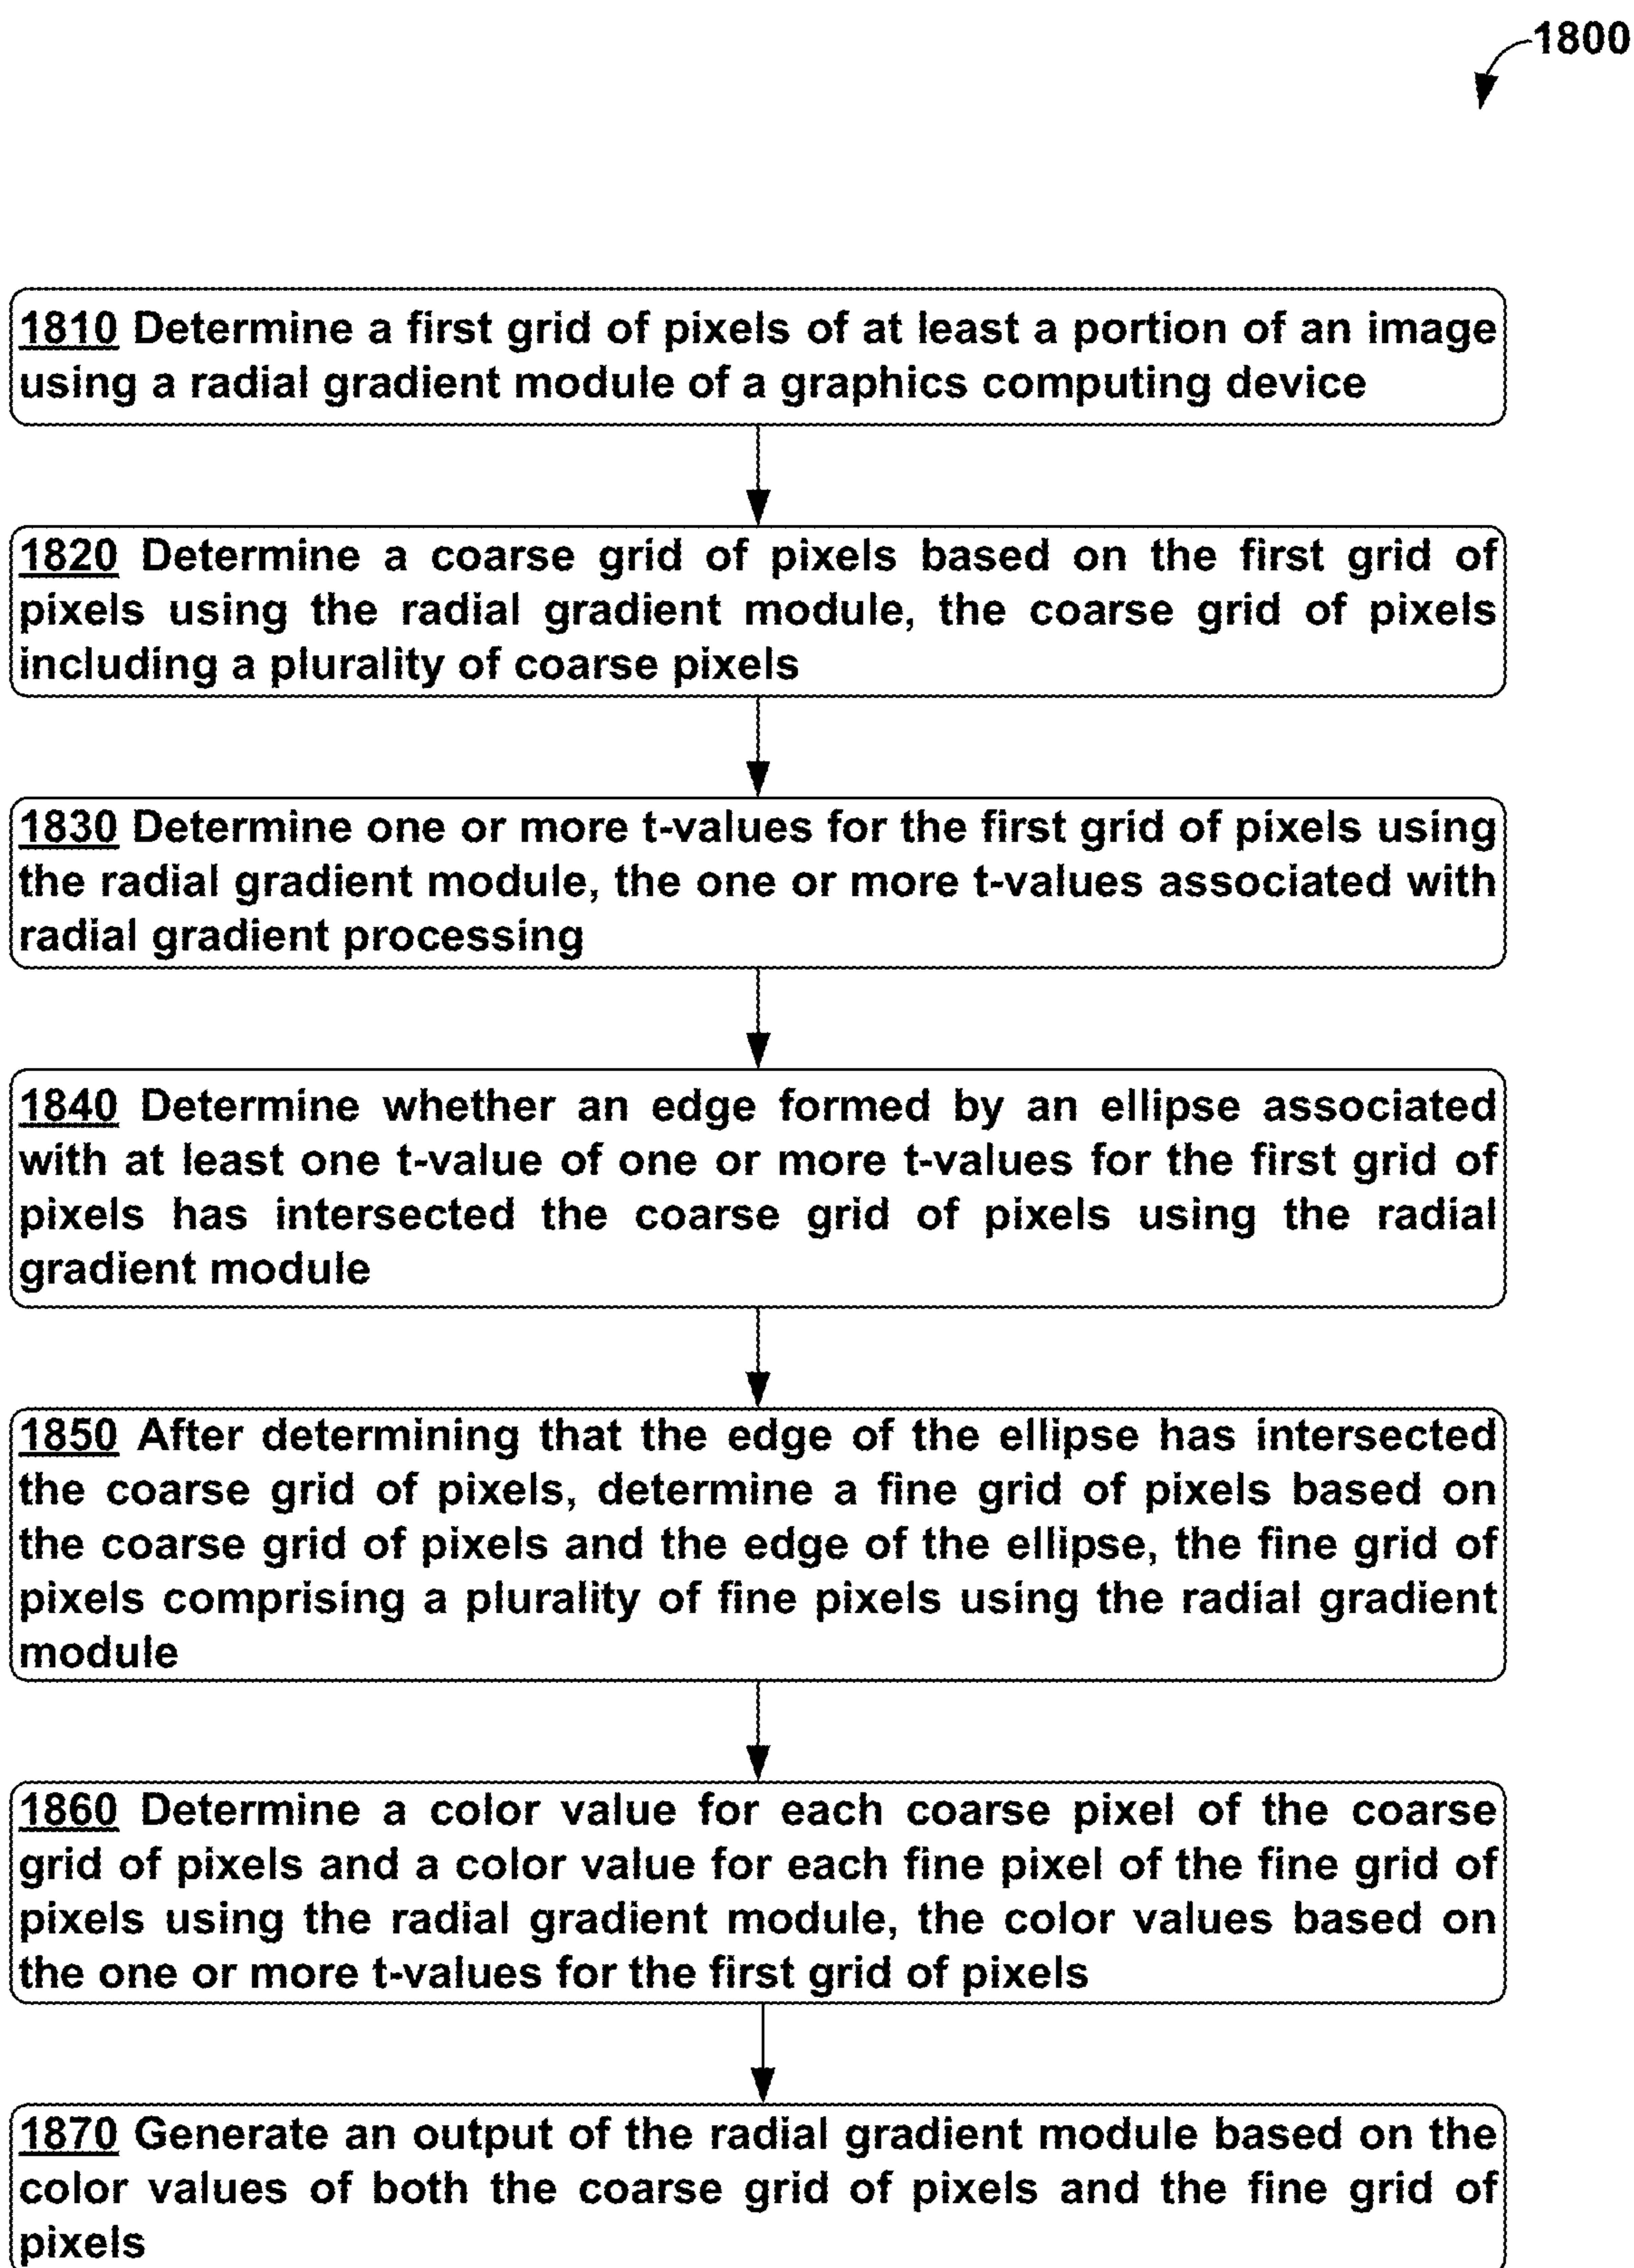 1800
1810 Determine a first grid of pixels of at least a portion of an image
using a radial gradient module of a graphics computing device
1820 Determine a coarse grid of pixels based on the first grid of
pixels using the radial gradient module, the coarse grid of pixels
including a plurality of coarse pixels
1830 Determine one or more t-values for the first grid of pixels using
the radial gradient module, the one or more t-values associated with
radial gradient processing
1840 Determine whether an edge formed by an ellipse associated
with at least one t-value of one or more t-values for the first grid of
pixels has intersected the coarse grid of pixels using the radial
gradient module
1850 After determining that the edge of the ellipse has intersected
the coarse grid of pixels, determine a fine grid of pixels based on
the coarse grid of pixels and the edge of the ellipse, the fine grid of
pixels comprising a plurality of fine pixels using the radial gradient
module
1860 Determine a color value for each coarse pixel of the coarse
grid of pixels and a color value for each fine pixel of the fine grid of
pixels using the radial gradient module, the color values based on
the one or more t-values for the first grid of pixels
1870 Generate an output of the radial gradient module based on the
color values of both the coarse grid of pixels and the fine grid of
pixels